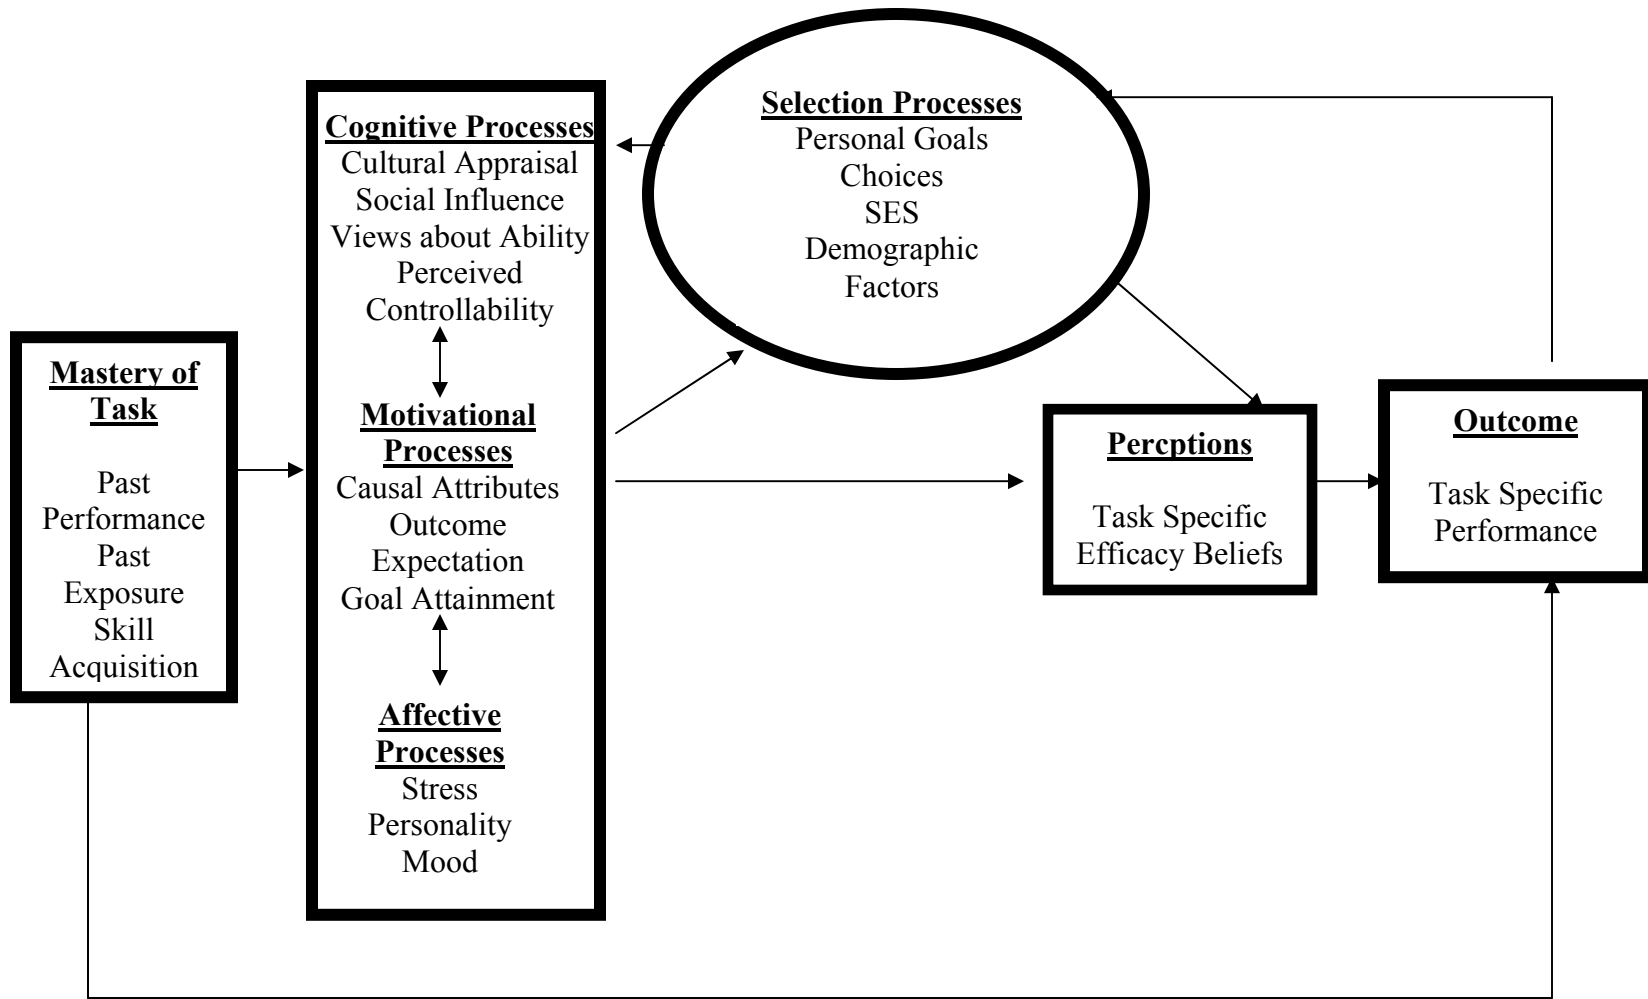 Mastery of
Task
Past
Performance
Past
Exposure
Skill
Acquisition
Cognitive Processes
Cultural Appraisal
Social Influence
Views about Ability
Perceived
Controllability
Motivational
Processes
Causal Attributes
Outcome
Expectation
Goal Attainment
Affective
Processes
Stress
Personality
Mood
Selection Processes
Personal Goals
Choices
SES
Demographic
Factors
Percptions
Task Specific
Efficacy Beliefs
Outcome
Task Specific
Performance